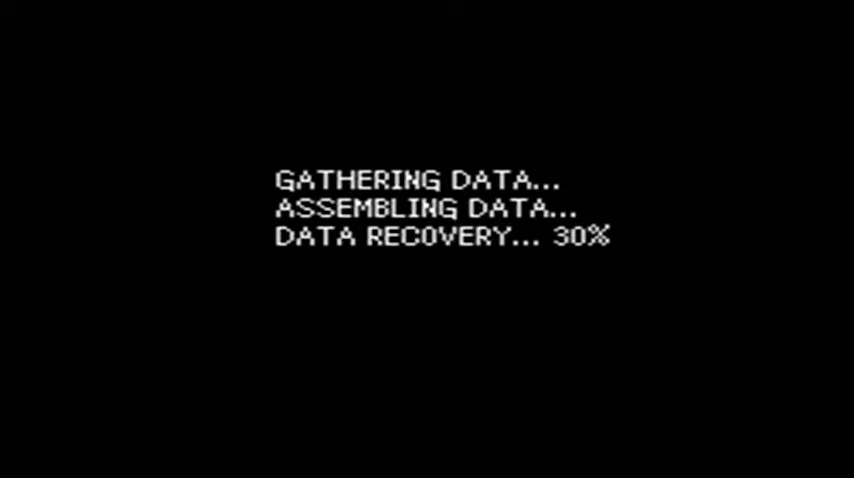 GATHERING DATA...
ASSEMBLING DATA...
DATA RECOVERY... 30%